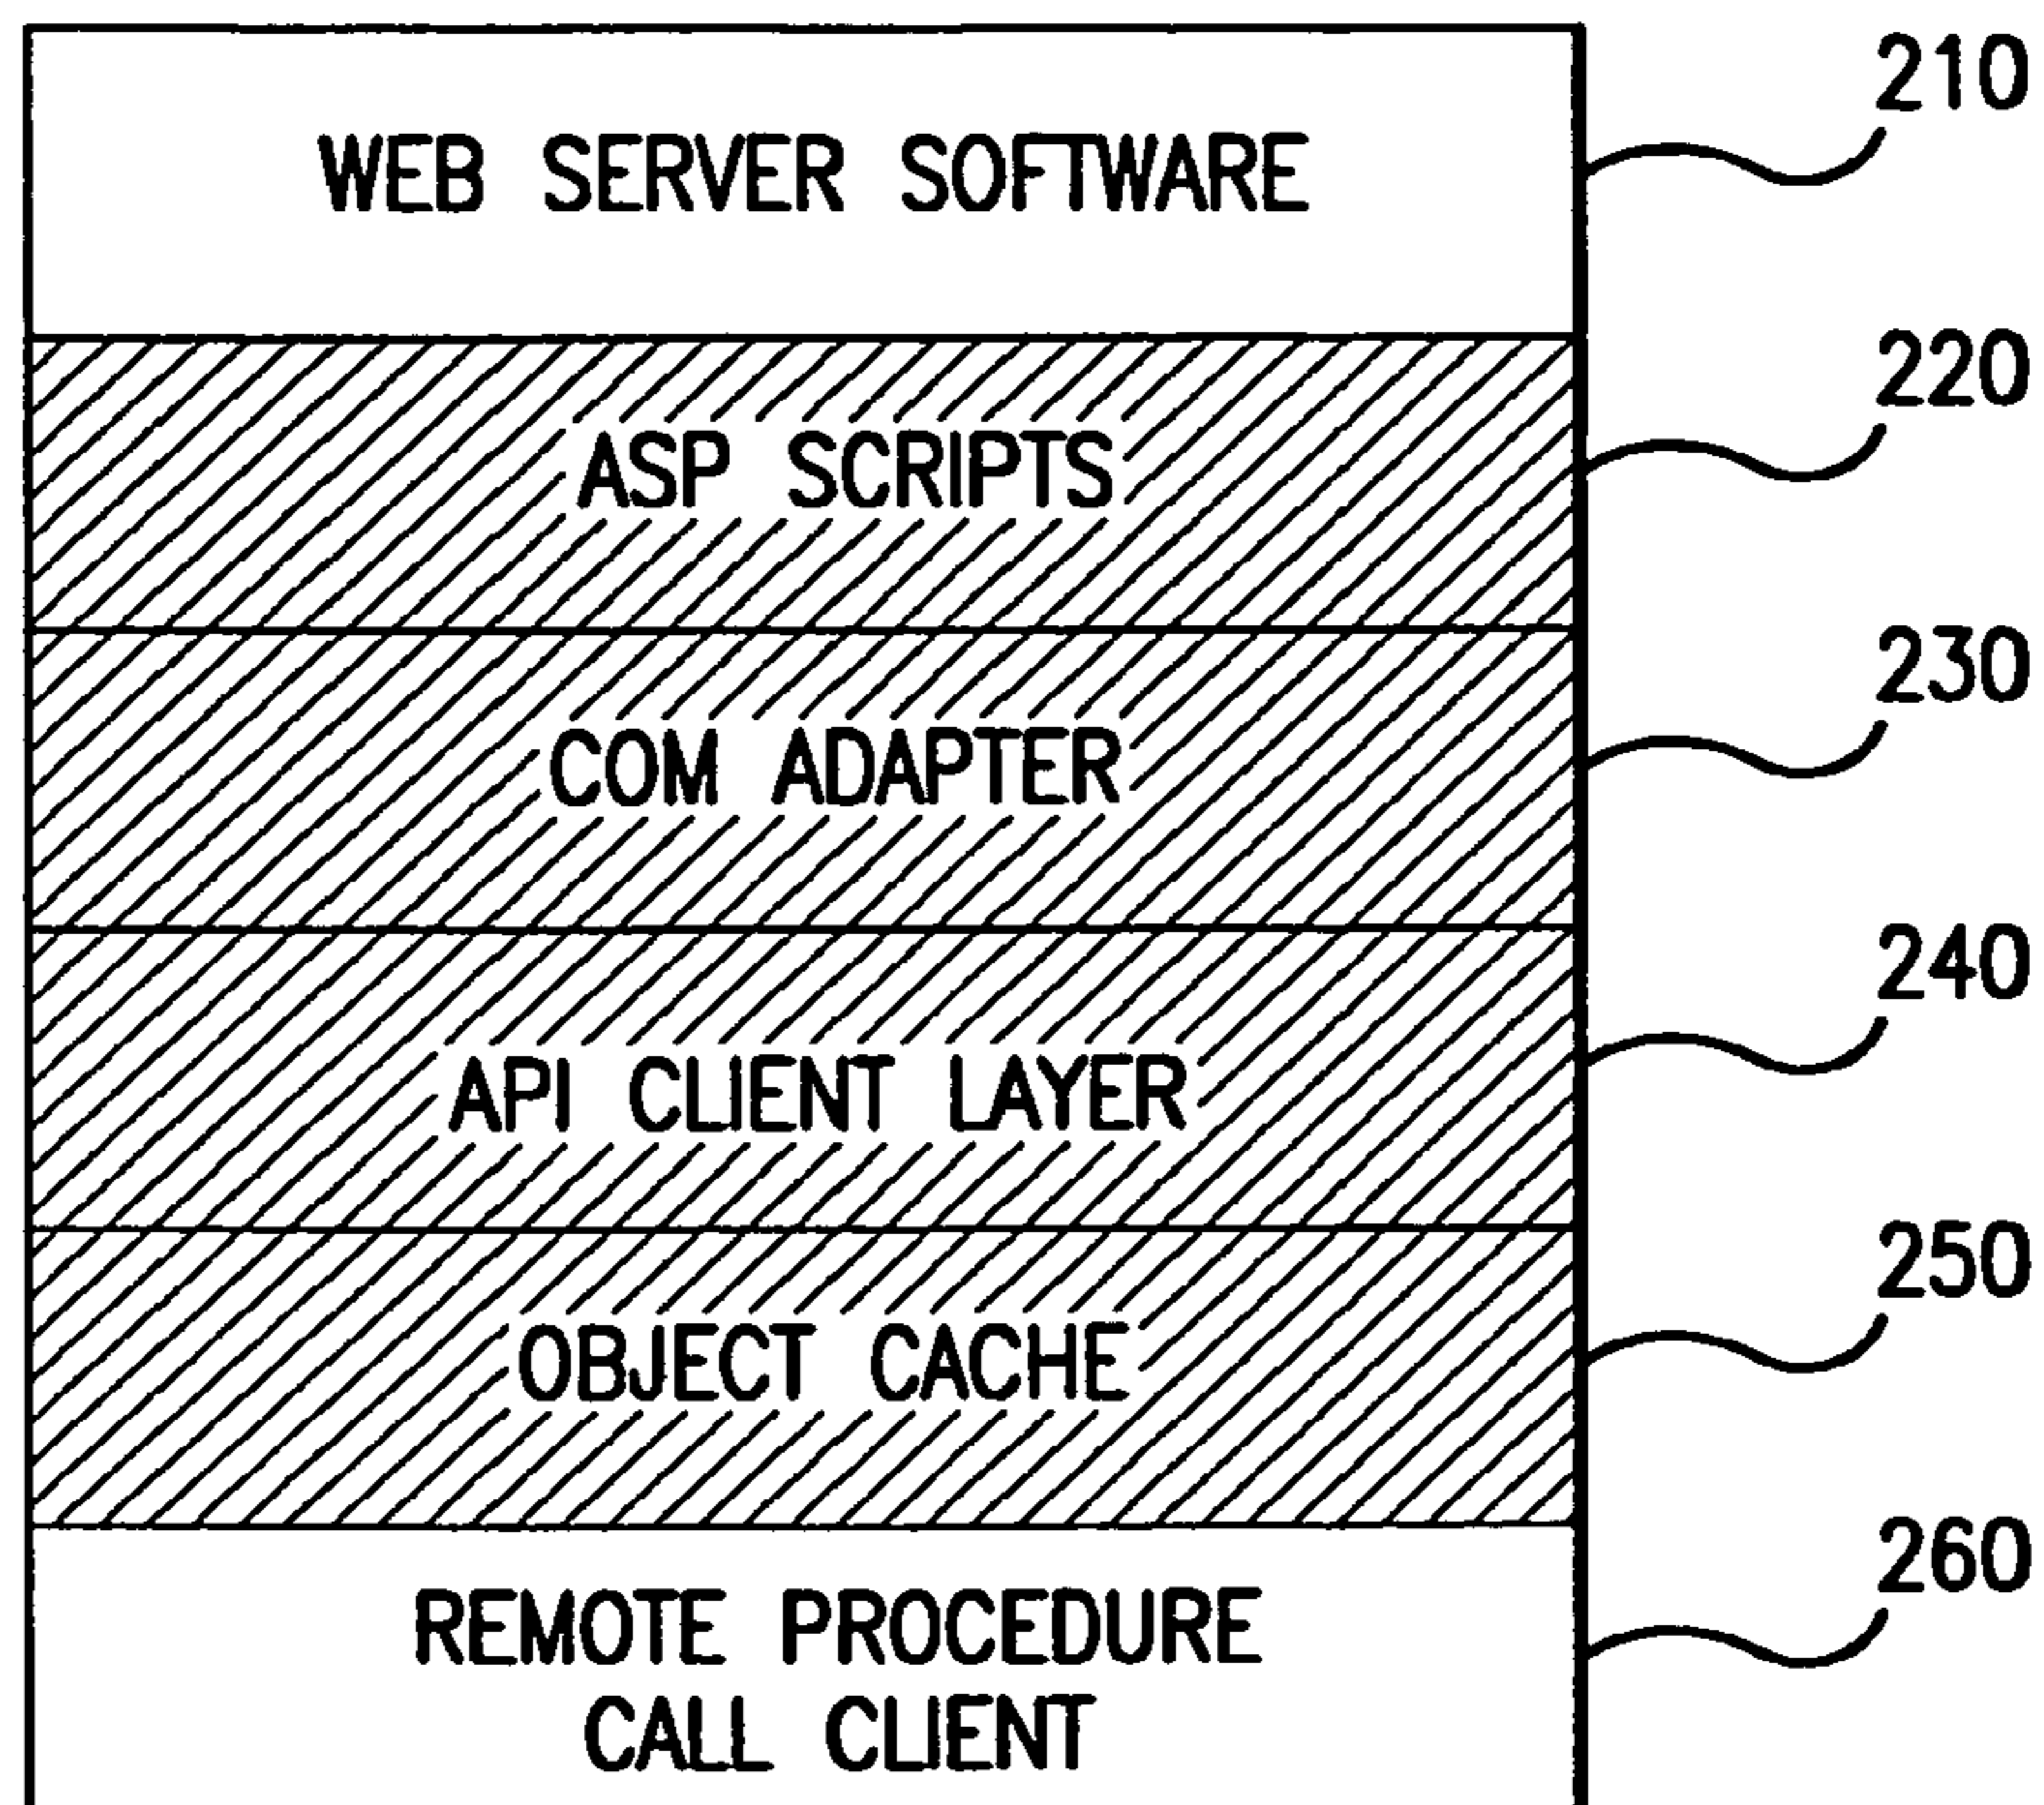 WEB SERVER SOFTWARE
210
ASP SCRIPTS
220
COM ADAPTER
230
API CLIENT LAYER
240
OBJECT CACHE
250
REMOTE PROCEDURE
CALL CLIENT
260